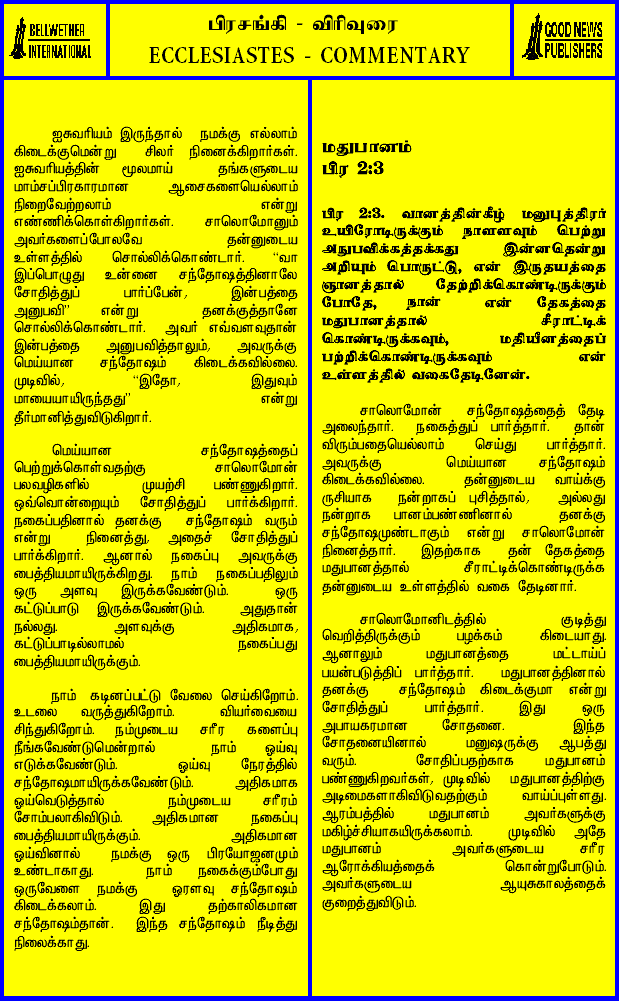 BELLWETHER
INTERNATIONAL
பிரசங்கி - விரிவுரை
ECCLESIASTES - COMMENTARY
GOOD NEWS
PUBLISHERS
ஐசுவரியம் இருந்தால் நமக்கு எல்லாம்
கிடைக்குமென்று சிலர் நினைக்கிறார்கள்.
ஐசுவரியத்தின் மூலமாய் தங்களுடைய
மாம்சப்பிரகாரமான ஆசைகளையெல்லாம்
நிறைவேற்றலாம் என்று
எண்ணிக்கொள்கிறார்கள். சாலொமோனும்
அவர்களைப்போலவே தன்னுடைய
உள்ளத்தில் சொல்லிக்கொண்டார். “வா
இப்பொழுது உன்னை சந்தோஷத்தினாலே
சோதித்துப் பார்ப்பேன், இன்பத்தை
அனுபவி” என்று தனக்குத்தானே
சொல்லிக்கொண்டார். அவர் எவ்வளவுதான்
இன்பத்தை அனுபவித்தாலும், அவருக்கு
மெய்யான சந்தோஷம் கிடைக்கவில்லை.
முடிவில், “இதோ, இதுவும்
மாயையாயிருந்தது” என்று
தீர்மானித்துவிடுகிறார்.
மெய்யான சந்தோஷத்தைப்
பெற்றுக்கொள்வதற்கு சாலொமோன்
பலவழிகளில் முயற்சி பண்ணுகிறார்.
ஒவ்வொன்றையும் சோதித்துப் பார்க்கிறார்.
நகைப்பதினால் தனக்கு சந்தோஷம் வரும்
என்று நினைத்து, அதைச் சோதித்துப்
பார்க்கிறார். ஆனால் நகைப்பு அவருக்கு
பைத்தியமாயிருக்கிறது. நாம் நகைப்பதிலும்
ஒரு அளவு இருக்கவேண்டும். ஒரு
கட்டுப்பாடு இருக்கவேண்டும். அதுதான்
நல்லது. அளவுக்கு அதிகமாக,
கட்டுப்பாடில்லாமல் நகைப்பது
பைத்தியமாயிருக்கும்.
நாம் கடினப்பட்டு வேலை செய்கிறோம்.
உடலை வருத்துகிறோம். வியர்வையை
சிந்துகிறோம். நம்முடைய சரீர களைப்பு
நீங்கவேண்டுமென்றால் நாம் ஓய்வு
எடுக்கவேண்டும். ஓய்வு நேரத்தில்
சந்தோஷமாயிருக்கவேண்டும். அதிகமாக
ஓய்வெடுத்தால் நம்முடைய சரீரம்
சோம்பலாகிவிடும். அதிகமான நகைப்பு
பைத்தியமாயிருக்கும். அதிகமான
ஓய்வினால் நமக்கு ஒரு பிரயோஜனமும்
உண்டாகாது. நாம் நகைக்கும்போது
ஒருவேளை நமக்கு ஓரளவு சந்தோஷம்
கிடைக்கலாம். இது தற்காலிகமான
சந்தோஷம்தான். இந்த சந்தோஷம் நீடித்து
நிலைக்காது.
மதுபானம்
பிர 2:3
பிர 2:3. வானத்தின்கீழ் மனுபுத்திரர்
உயிரோடிருக்கும் நாளளவும் பெற்று
அநுபவிக்கத்தக்கது இன்னதென்று
அறியும் பொருட்டு, என் இருதயத்தை
ஞானத்தால் தேற்றிக்கொண்டிருக்கும்
போதே, நான் என் தேகத்தை
மதுபானத்தால் சீராட்டிக்
கொண்டிருக்கவும், மதியீனத்தைப்
பற்றிக்கொண்டிருக்கவும் என்
உள்ளத்தில் வகைதேடினேன்.
சாலொமோன் சந்தோஷத்தைத் தேடி
அலைந்தார். நகைத்துப் பார்த்தார். தான்
விரும்பதையெல்லாம் செய்து பார்த்தார்.
அவருக்கு மெய்யான சந்தோஷம்
கிடைக்கவில்லை. தன்னுடைய வாய்க்கு
ருசியாக நன்றாகப் புசித்தால், அல்லது
நன்றாக பானம்பண்ணினால் தனக்கு
சந்தோஷமுண்டாகும் என்று சாலொமோன்
நினைத்தார். இதற்காக தன் தேகத்தை
மதுபானத்தால் சீராட்டிக்கொண்டிருக்க
தன்னுடைய உள்ளத்தில் வகை தேடினார்.
சாலொமோனிடத்தில் குடித்து
வெறித்திருக்கும் பழக்கம் கிடையாது.
ஆனாலும் மதுபானத்தை மட்டாய்ப்
பயன்படுத்திப் பார்த்தார். மதுபானத்தினால்
தனக்கு சந்தோஷம் கிடைக்குமா என்று
சோதித்துப் பார்த்தார். இது ஒரு
அபாயகரமான சோதனை. இந்த
சோதனையினால் மனுஷருக்கு ஆபத்து
வரும். சோதிப்பதற்காக மதுபானம்
பண்ணுகிறவர்கள், முடிவில் மதுபானத்திற்கு
அடிமைகளாகிவிடுவதற்கும் வாய்ப்புள்ளது.
ஆரம்பத்தில் மதுபானம் அவர்களுக்கு
மகிழ்ச்சியாகயிருக்கலாம். முடிவில் அதே
மதுபானம் அவர்களுடைய சரீர
ஆரோக்கியத்தைக் கொன்றுபோடும்.
அவர்களுடைய ஆயுசுகாலத்தைக்
குறைத்துவிடும்.